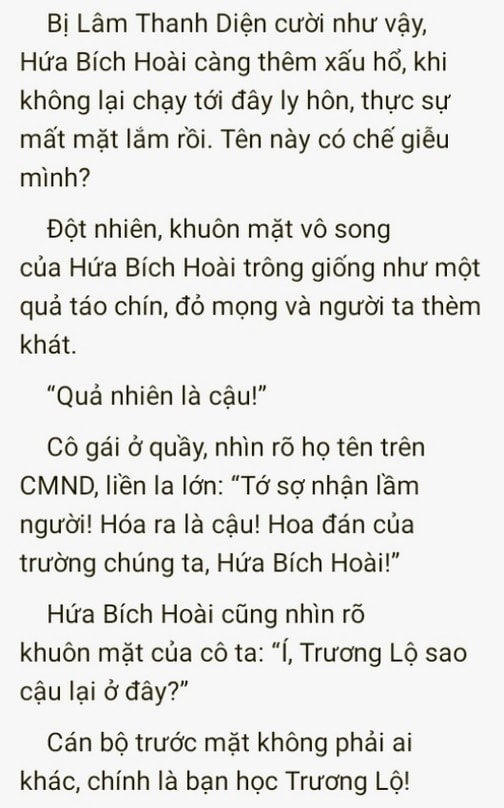 Bị Lâm Thanh Diện cười như vậy,
Hứa Bích Hoài càng thêm xấu hổ, khi
không lại chạy tới đây ly hôn, thực sự
mất mặt lắm rồi. Tên này có chế giễu
mình?
Đột nhiên, khuôn mặt vô song
của Hứa Bích Hoài trông giống như một
quả táo chín, đỏ mọng và người ta thèm
khát.
“Quả nhiên là cậu!”
Cô gái ở quầy, nhìn rõ họ tên trên
CMND, liền la lớn: “Tớ sợ nhận lầm
người! Hóa ra là cậu! Hoa đán của
trường chúng ta, Hứa Bích Hoài!”
Hứa Bích Hoài cũng nhìn rõ
khuôn mặt của cô ta: “Í, Trương Lộ sao
cậu lại ở đây?”
Cán bộ trước mặt không phải ai
khác, chính là bạn học Trương Lộ!